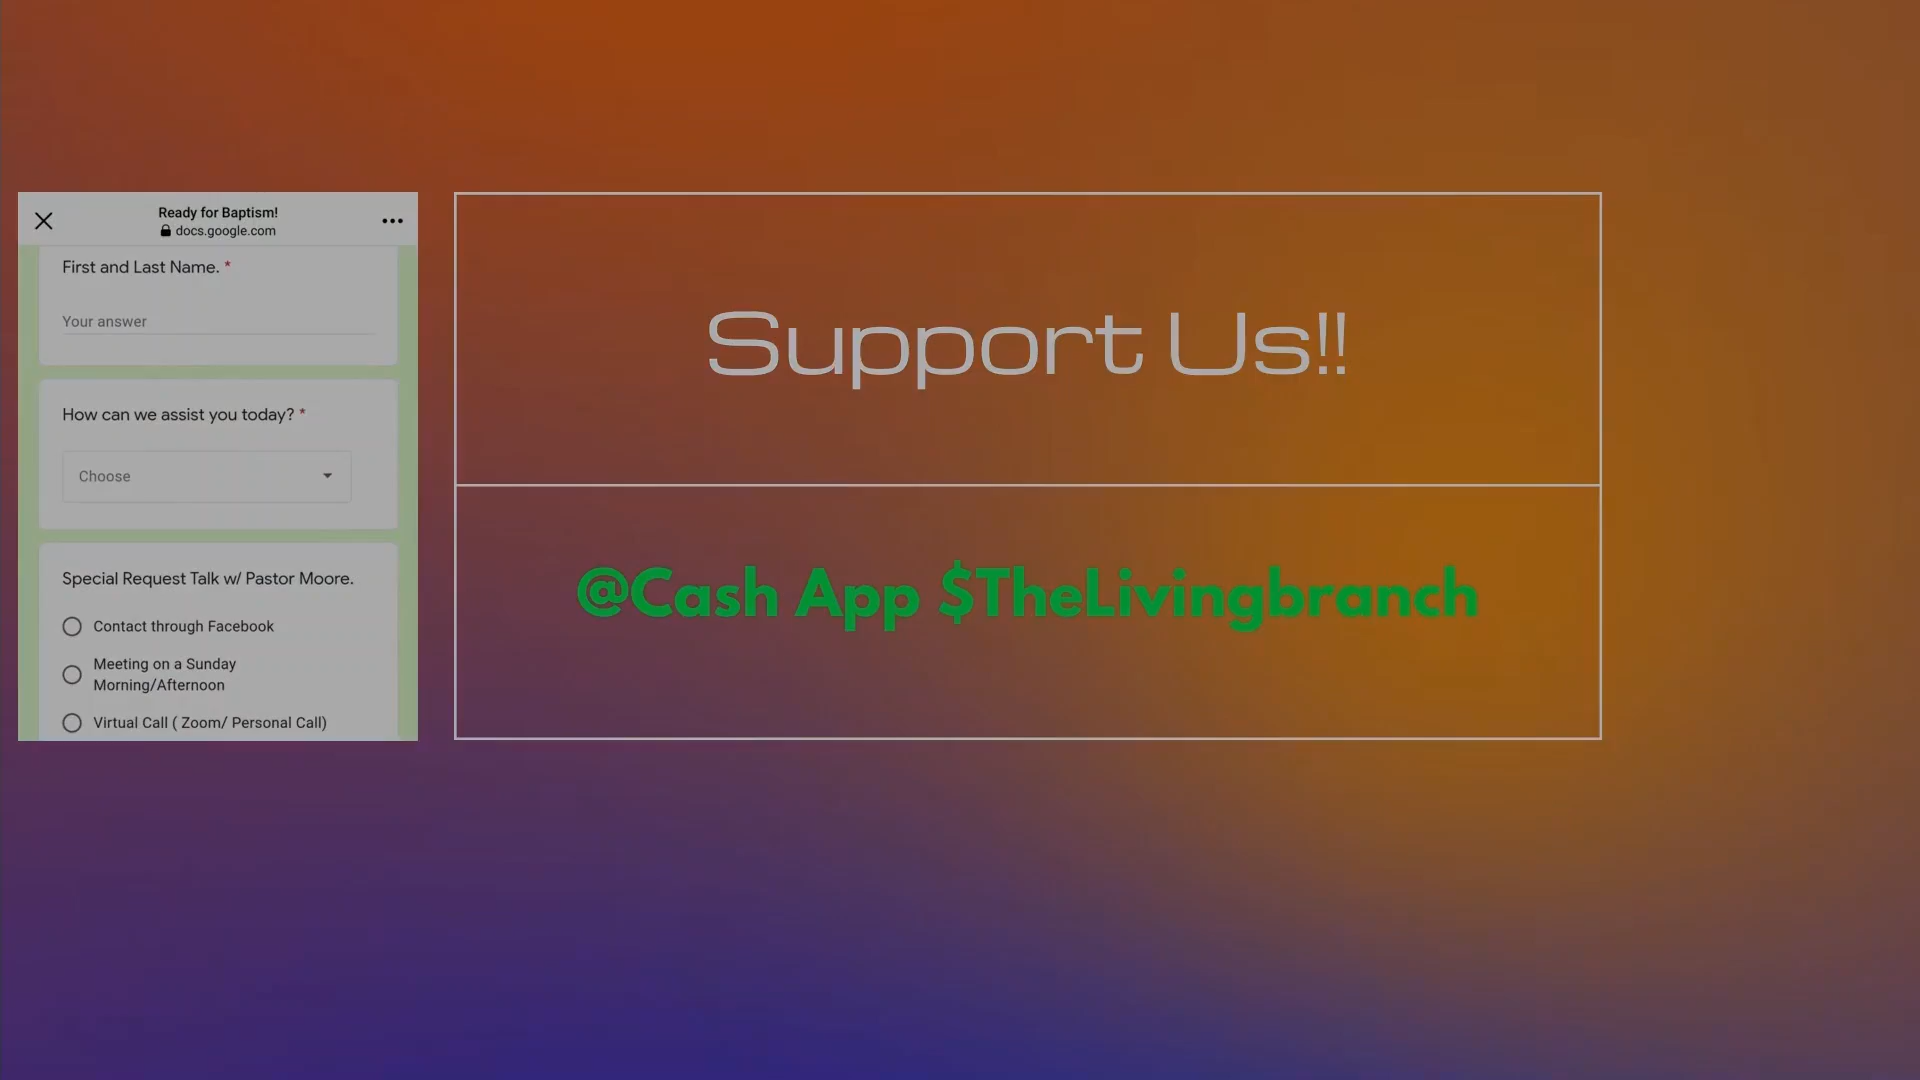 Ready for Baptism!
docs.google.com
First and Last Name. *
Your answer
How can we assist you today? *
Choose
Special Request Talk w/ Pastor Moore.
Contact through Facebook
Meeting on a Sunday
Morning/Afternoon
Virtual Call ( Zoom/ Personal Call)
Support Us!!
@Cash App $TheLivingbranch